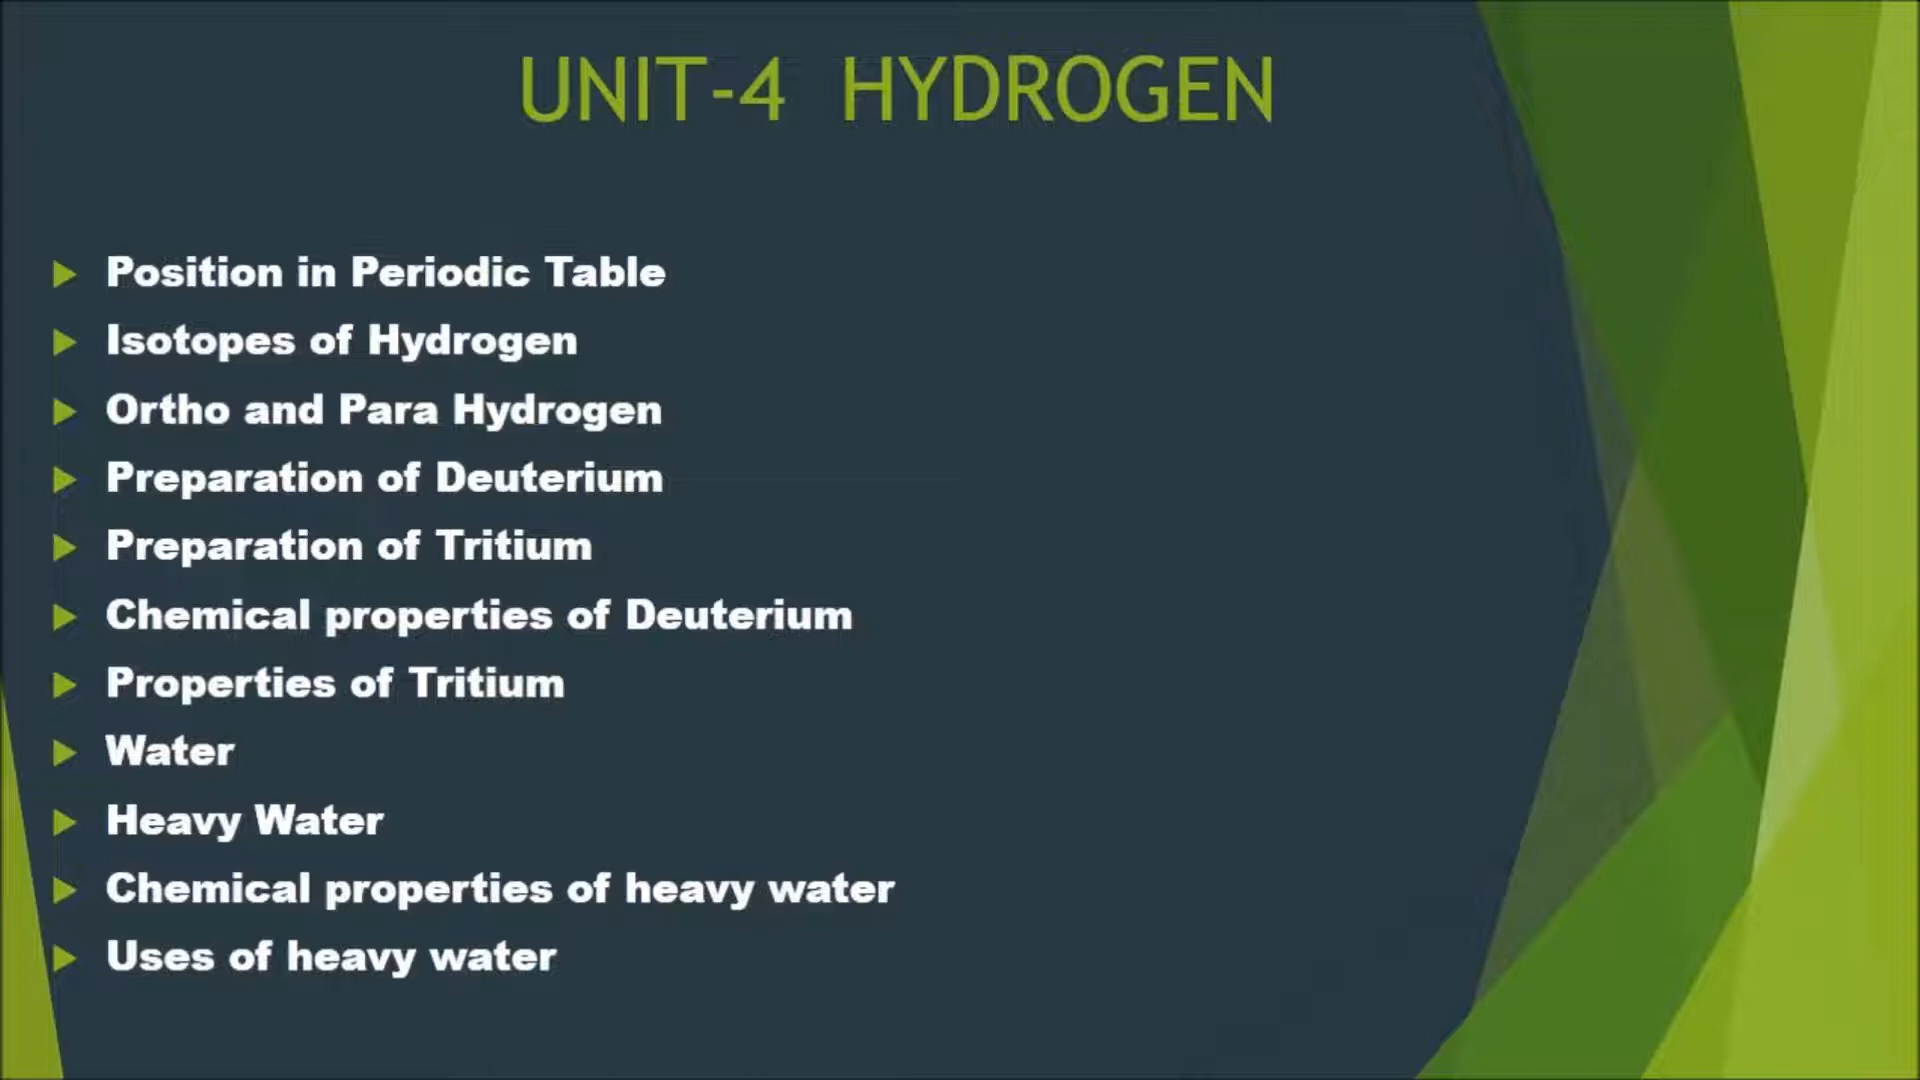 UNIT-4 HYDROGEN
Position in Periodic Table
Isotopes of Hydrogen
Ortho and Para Hydrogen
Preparation of Deuterium
Preparation of Tritium
Chemical properties of Deuterium
Properties of Tritium
Water
Heavy Water
Chemical properties of heavy water
Uses of heavy water